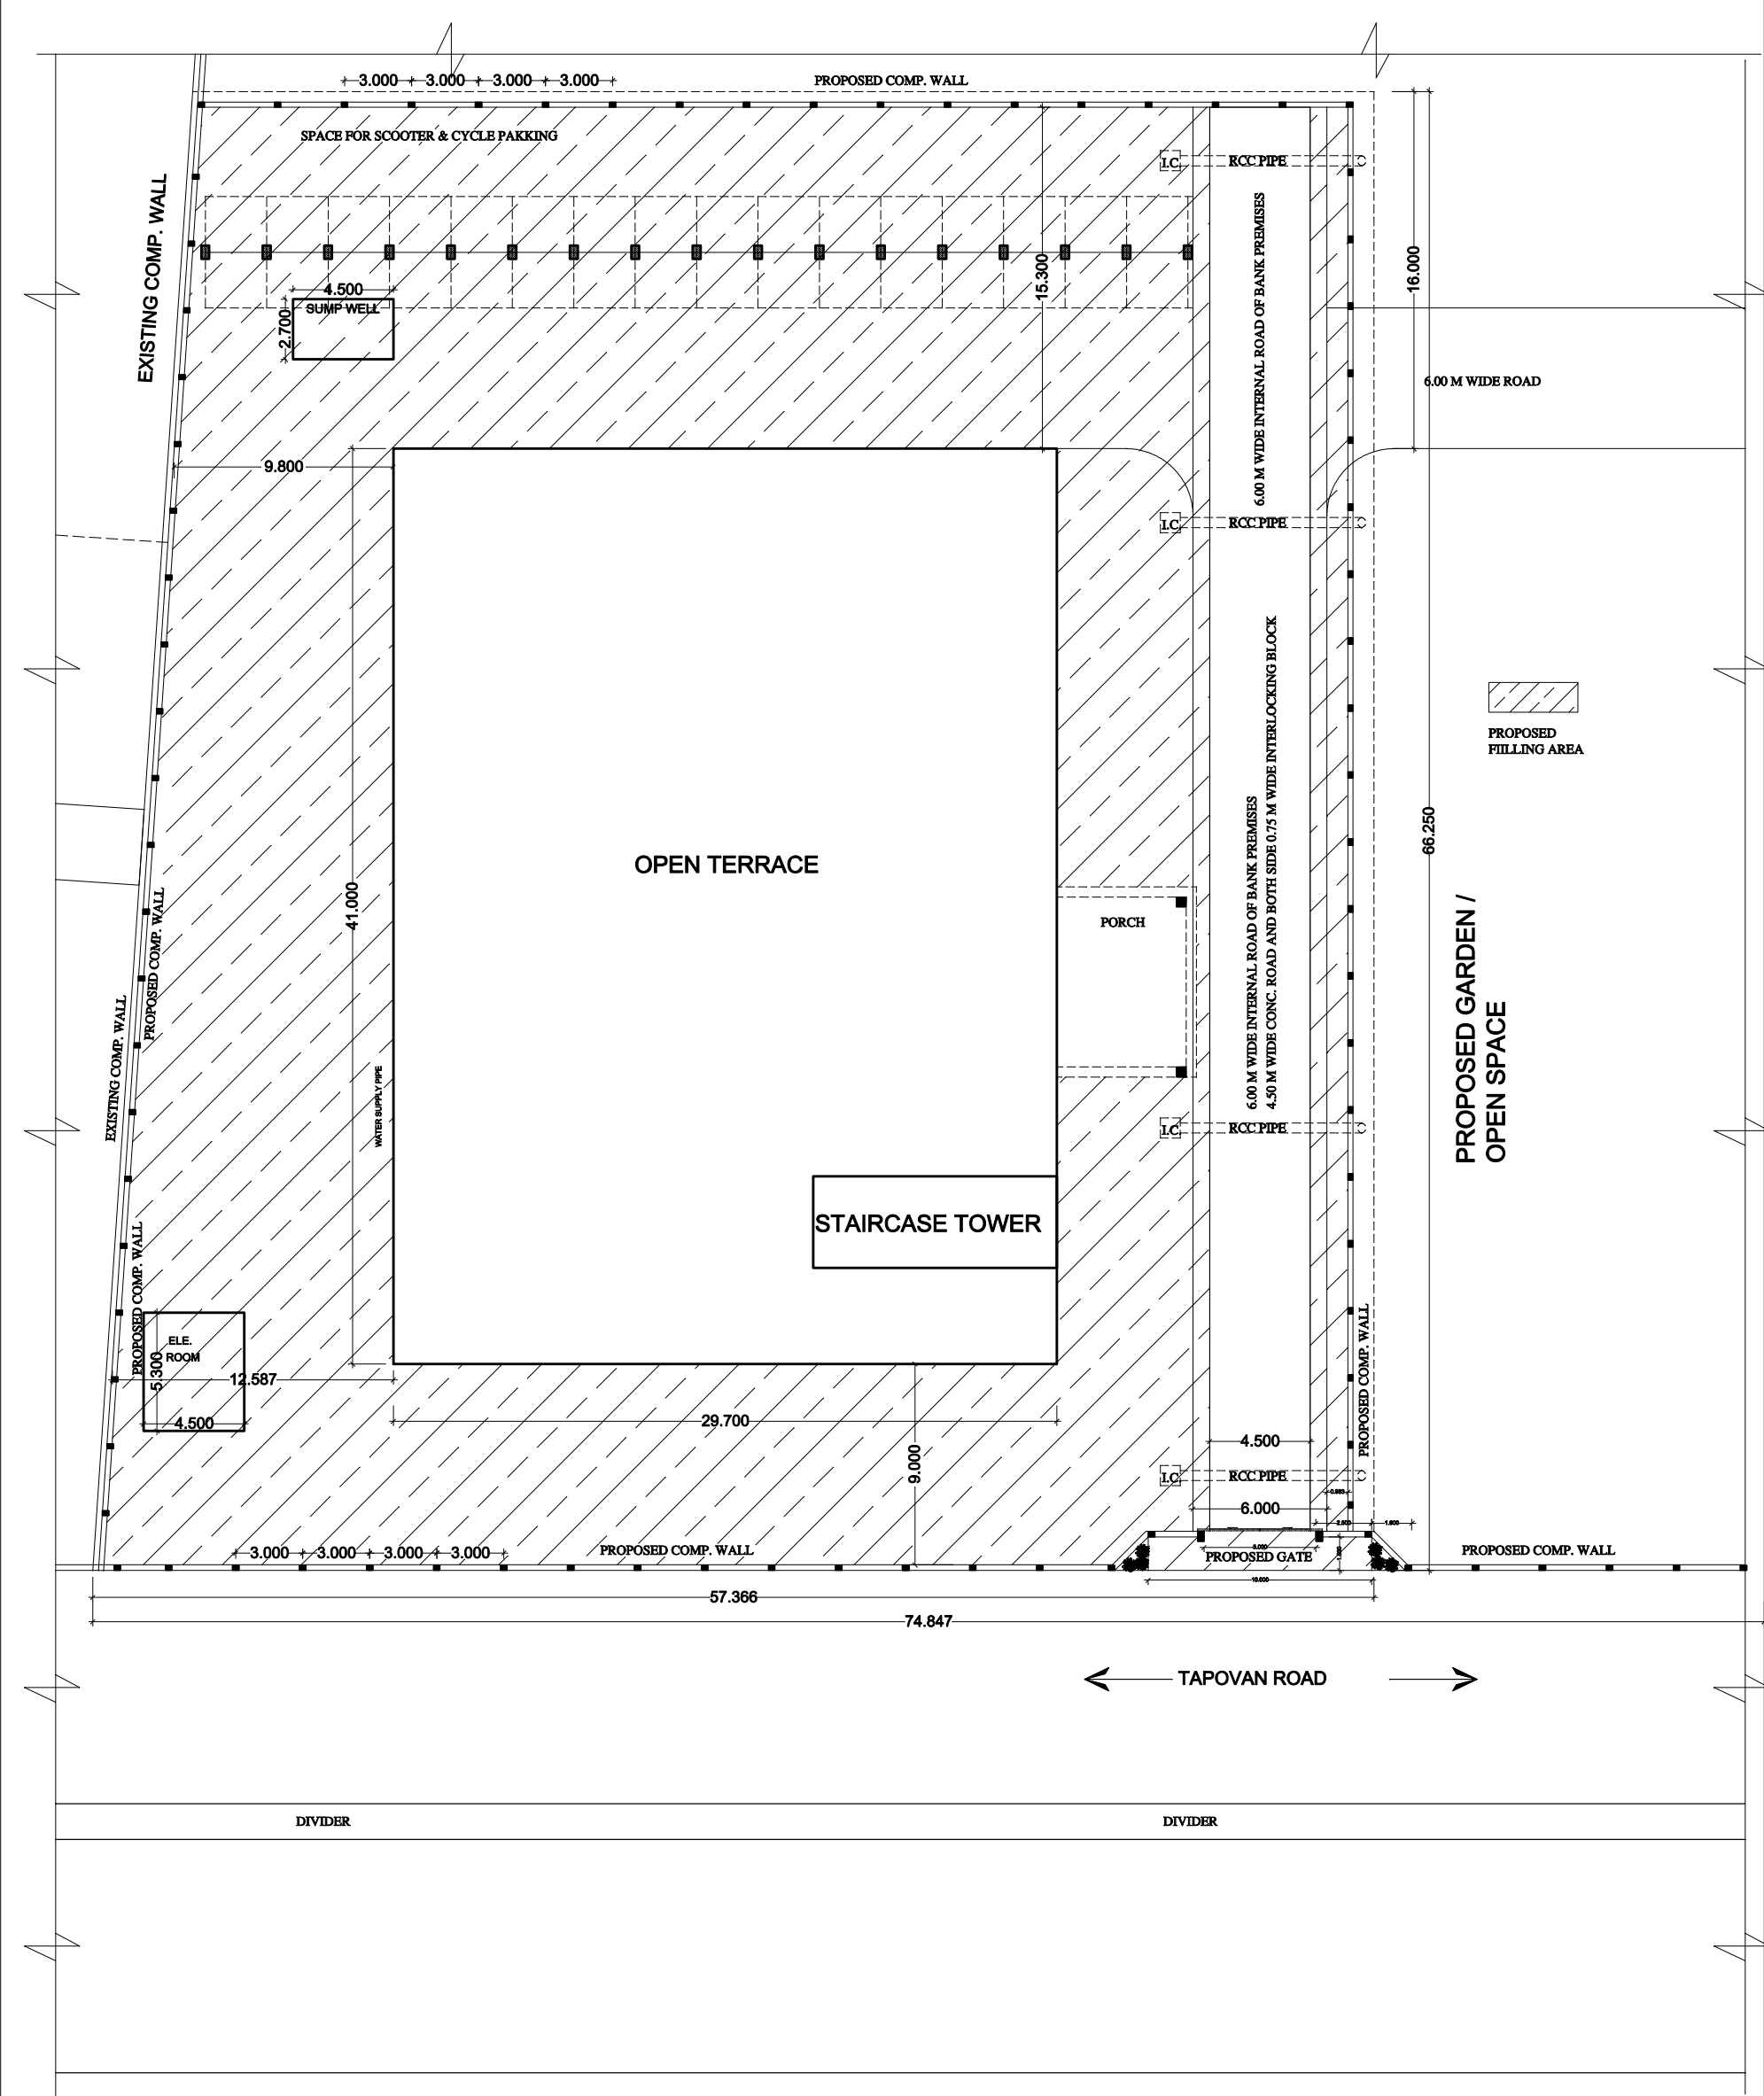 3.000 3.000 3.000 3.000
PROPOSED COMP. WALL
SPACE FOR SCOOTER & CYCLE PAKKING
I.C RCC PIPE
EXISTING COMP. WALL
6.00 M WIDE INTERNAL ROAD OF BANK PREMISES
15.300
16.000
4.500
SUMP WELL
2.700
6.00 M WIDE ROAD
9.800
I.C RCC PIPE
PROPOSED
FIILLING AREA
66.250
OPEN TERRACE
41.000
6.00 M WIDE INTERNAL ROAD OF BANK PREMISES
4.50 M WIDE CONC. ROAD AND BOTH SIDE 0.75 M WIDE INTERLOCKING BLOCK
PORCH
PROPOSED COMP. WALL
EXISTING COMP. WALL
WATER SUPPLY PIPE
PROPOSED GARDEN /
OPEN SPACE
I.C RCC PIPE
STAIRCASE TOWER
PROPOSED COMP. WALL
ELE.
ROOM
5.300
4.500
12.587
29.700
9.000
PROPOSED COMP. WALL
4.500
I.C RCC PIPE
6.000
3.000 3.000 3.000 3.000
PROPOSED COMP. WALL
PROPOSED GATE
PROPOSED COMP. WALL
57.366
74.847
TAPOVAN ROAD
DIVIDER
DIVIDER